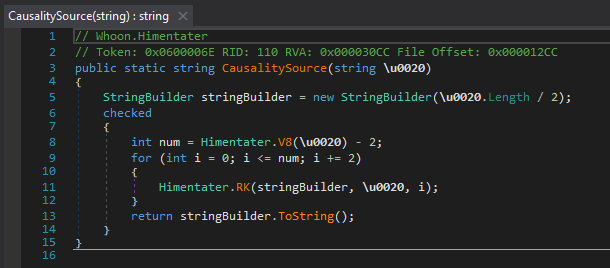 CausalitySource(string) : string ×
1 // Whoon.Himentater
2 // Token: 0x0600006E RID: 110 RVA: 0x000030CC File Offset: 0x000012CC
3 public static string CausalitySource(string \u0020)
4 {
5 StringBuilder stringBuilder = new StringBuilder(\u0020.Length / 2);
6 checked
7 {
8 int num = Himentater.V8(\u0020) - 2;
9 for (int i = 0; i <= num; i += 2)
10 {
11 Himentater.RK(stringBuilder, \u0020, i);
12 }
13 return stringBuilder.ToString();
14 }
15 }
16